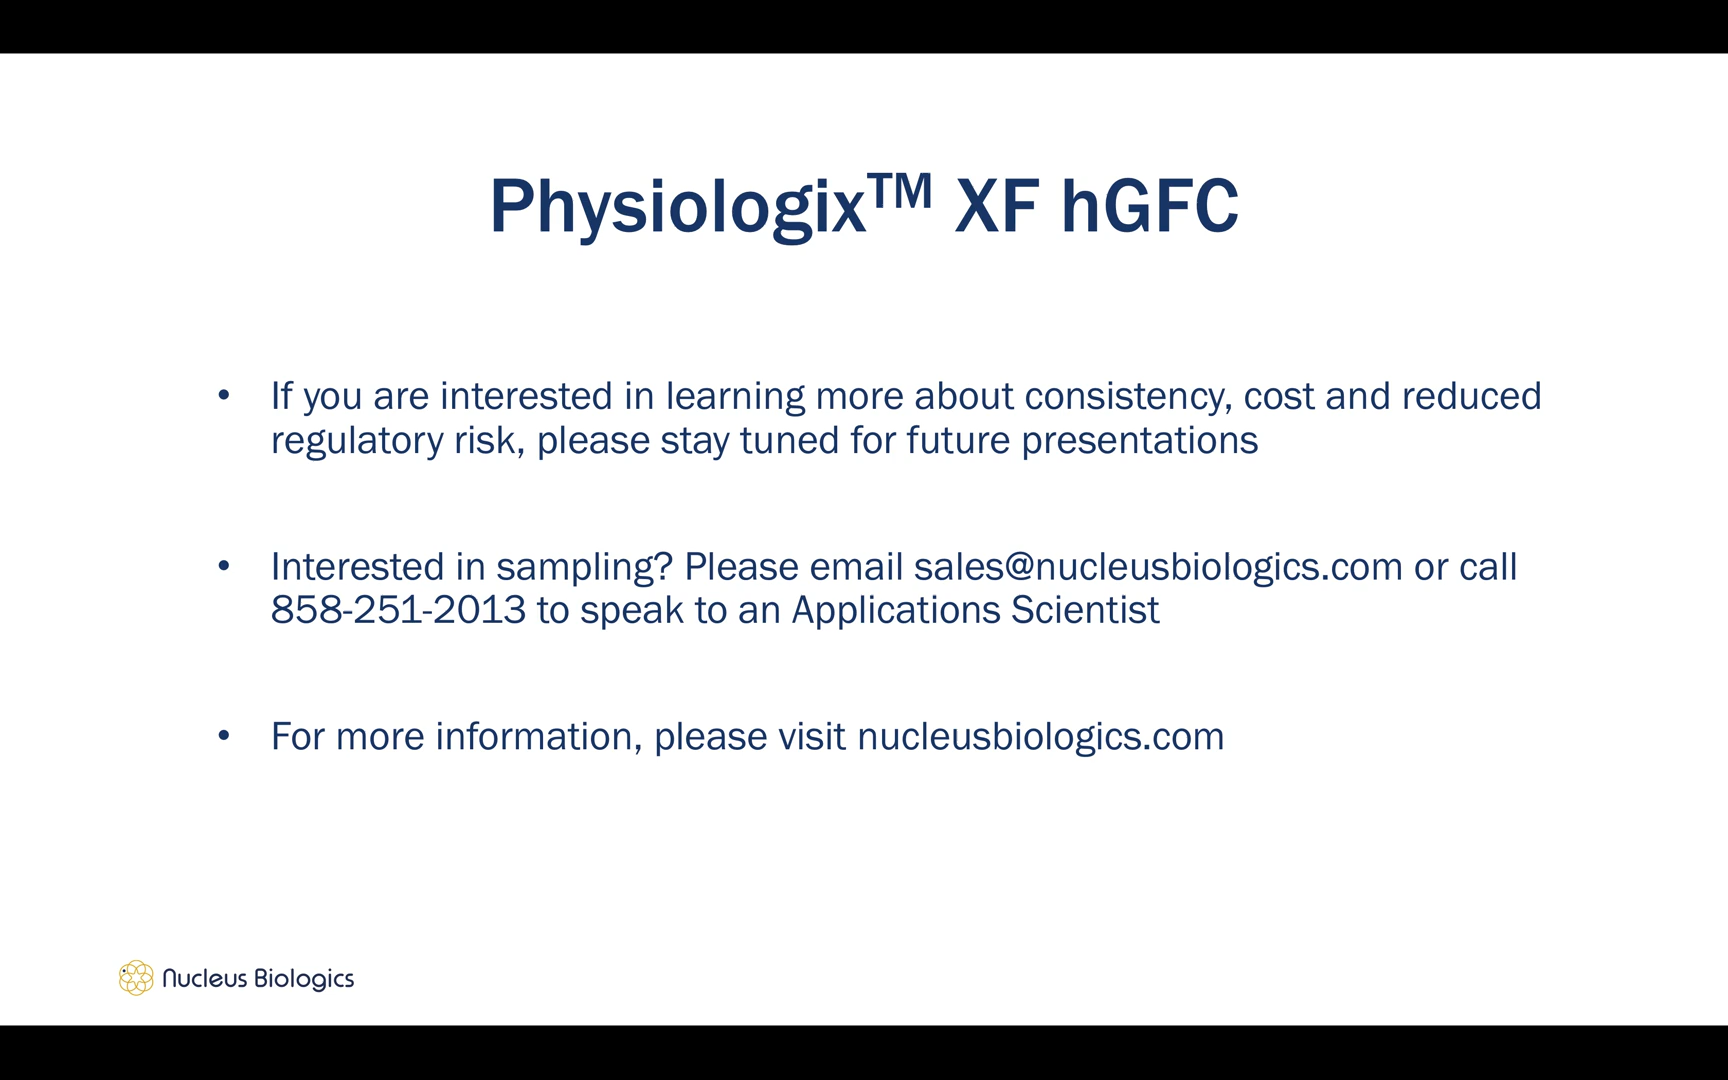 Physiologix™ XF hGFC
• If you are interested in learning more about consistency, cost and reduced
regulatory risk, please stay tuned for future presentations
• Interested in sampling? Please email sales@nucleusbiologics.com or call
858-251-2013 to speak to an Applications Scientist
• For more information, please visit nucleusbiologics.com
Nucleus Biologics